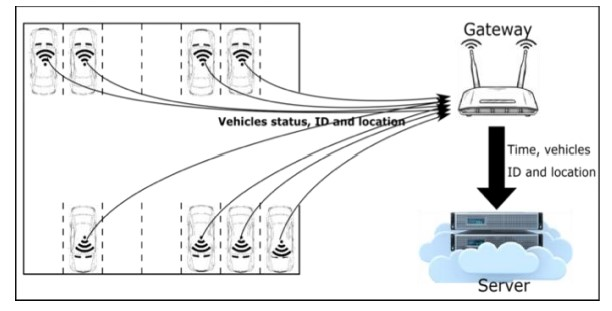 Gateway
Vehicles status, ID and location
Time, vehicles
ID and location
Server